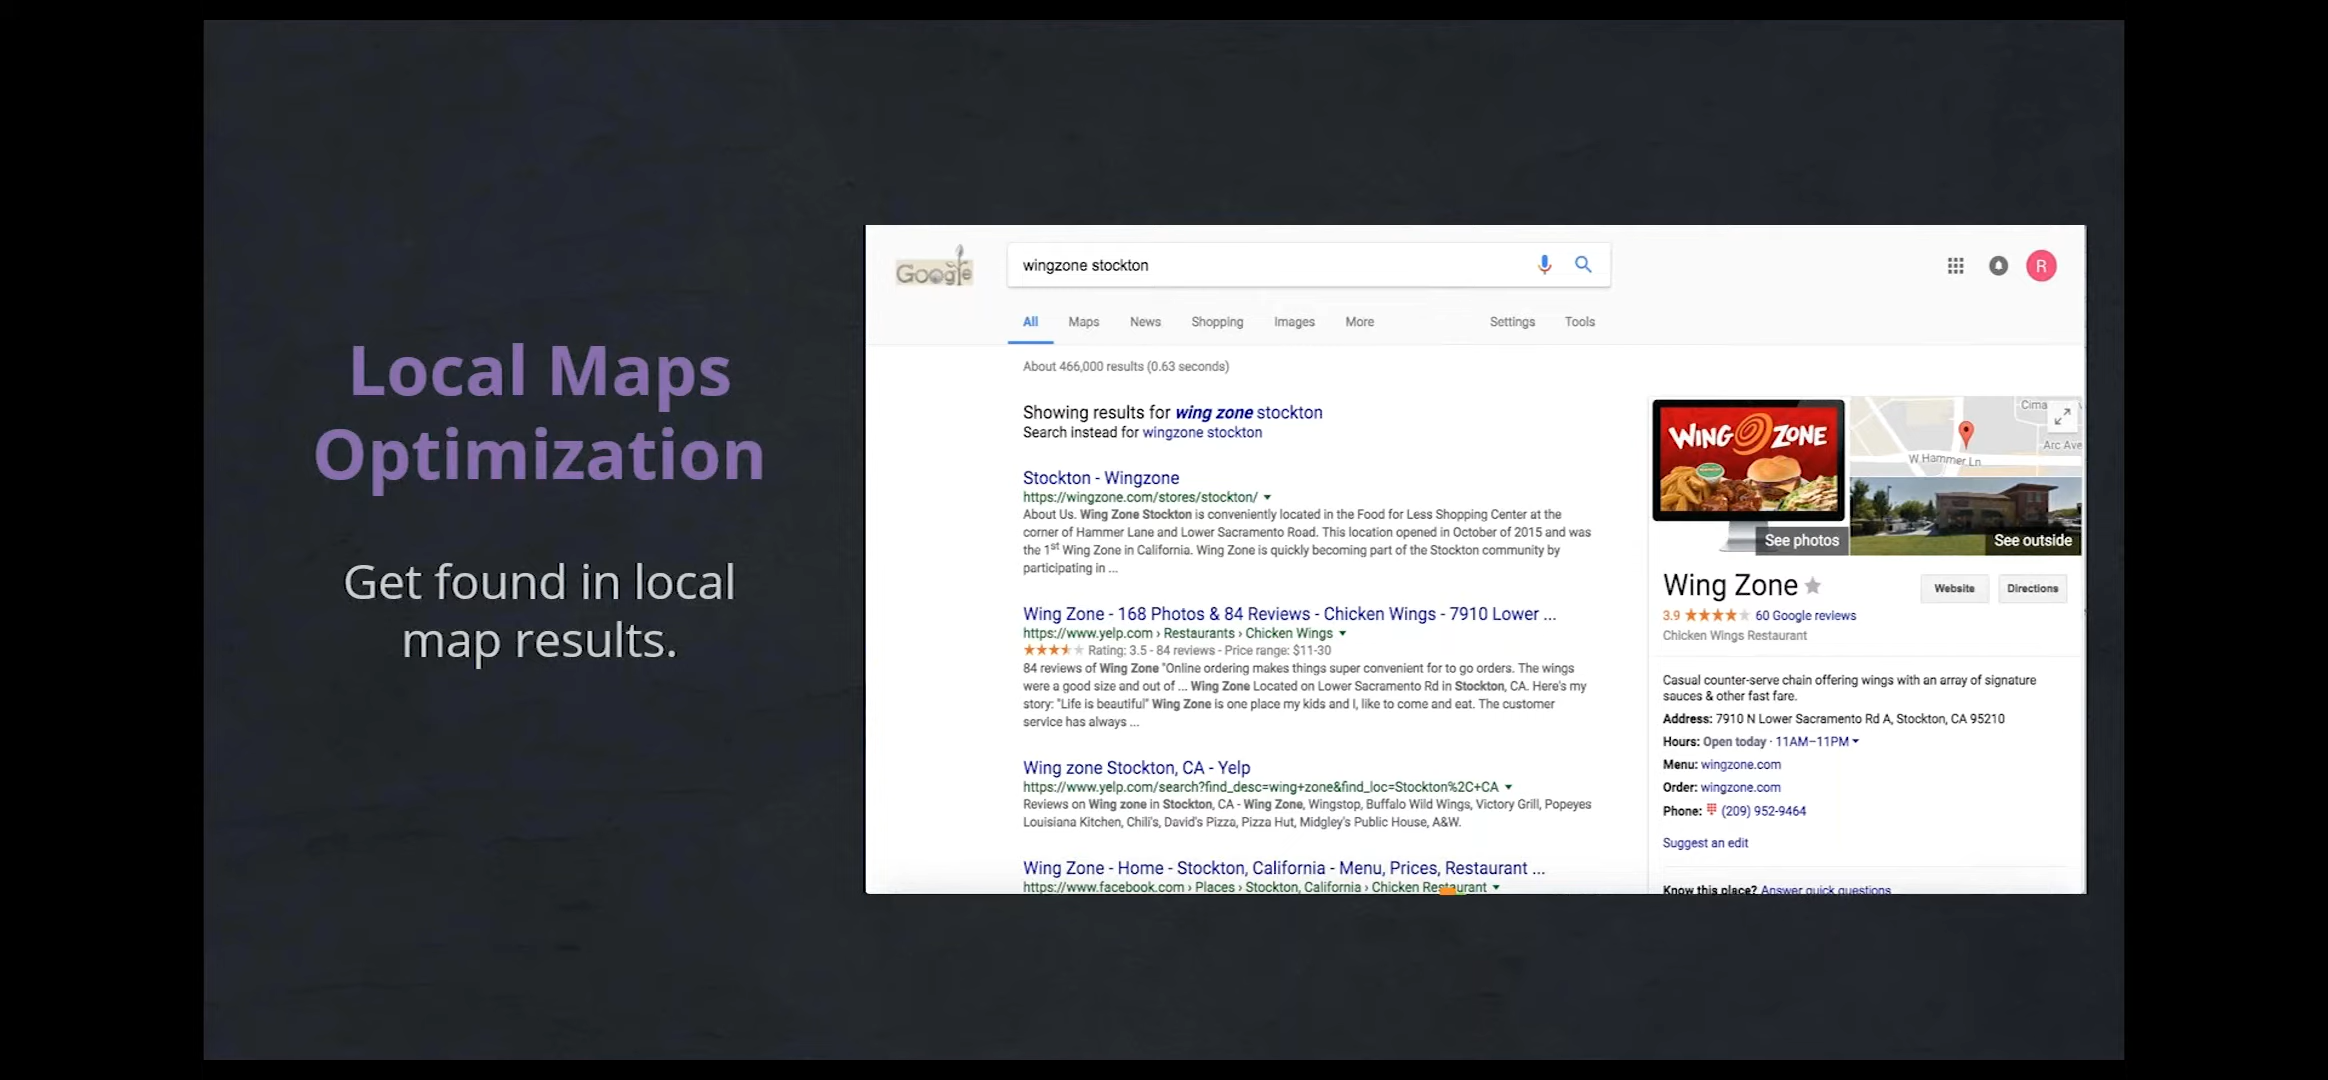 Local Maps
Optimization
Get found in local
map results.
Google
wingzone stockton
R
All Maps News Shopping Images More Settings Tools
About 466,000 results (0.63 seconds)
Showing results for wing zone stockton
Search instead for wingzone stockton
Stockton - Wingzone
https://wingzone.com/stores/stockton/
About Us. Wing Zone Stockton is conveniently located in the Food for Less Shopping Center at the
corner of Hammer Lane and Lower Sacramento Road. This location opened in October of 2015 and was
the 1st Wing Zone in California. Wing Zone is quickly becoming part of the Stockton community by
participating in ...
Wing Zone - 168 Photos & 84 Reviews - Chicken Wings - 7910 Lower ...
https://www.yelp.com › Restaurants › Chicken Wings
Rating: 3.5 - 84 reviews - Price range: $11-30
84 reviews of Wing Zone "Online ordering makes things super convenient for to go orders. The wings
were a good size and out of ... Wing Zone Located on Lower Sacramento Rd in Stockton, CA. Here's my
story: "Life is beautiful" Wing Zone is one place my kids and I, like to come and eat. The customer
service has always ...
Wing zone Stockton, CA - Yelp
https://www.yelp.com/search?find_desc=wing+zone&find_loc=Stockton%2C+CA
Reviews on Wing zone in Stockton, CA - Wing Zone, Wingstop, Buffalo Wild Wings, Victory Grill, Popeyes
Louisiana Kitchen, Chili's, David's Pizza, Pizza Hut, Midgley's Public House, A&W.
Wing Zone - Home - Stockton, California - Menu, Prices, Restaurant ...
https://www.facebook.com › Places › Stockton, California › Chicken Restaurant
WING ZONE
Cima
Arc Ave
W Hammer Ln
See photos
See outside
Wing Zone
Website
Directions
3.9 60 Google reviews
Chicken Wings Restaurant
Casual counter-serve chain offering wings with an array of signature
sauces & other fast fare.
Address: 7910 N Lower Sacramento Rd A, Stockton, CA 95210
Hours: Open today · 11AM–11PM
Menu: wingzone.com
Order: wingzone.com
Phone: (209) 952-9464
Suggest an edit
Know this place? Answer quick questions